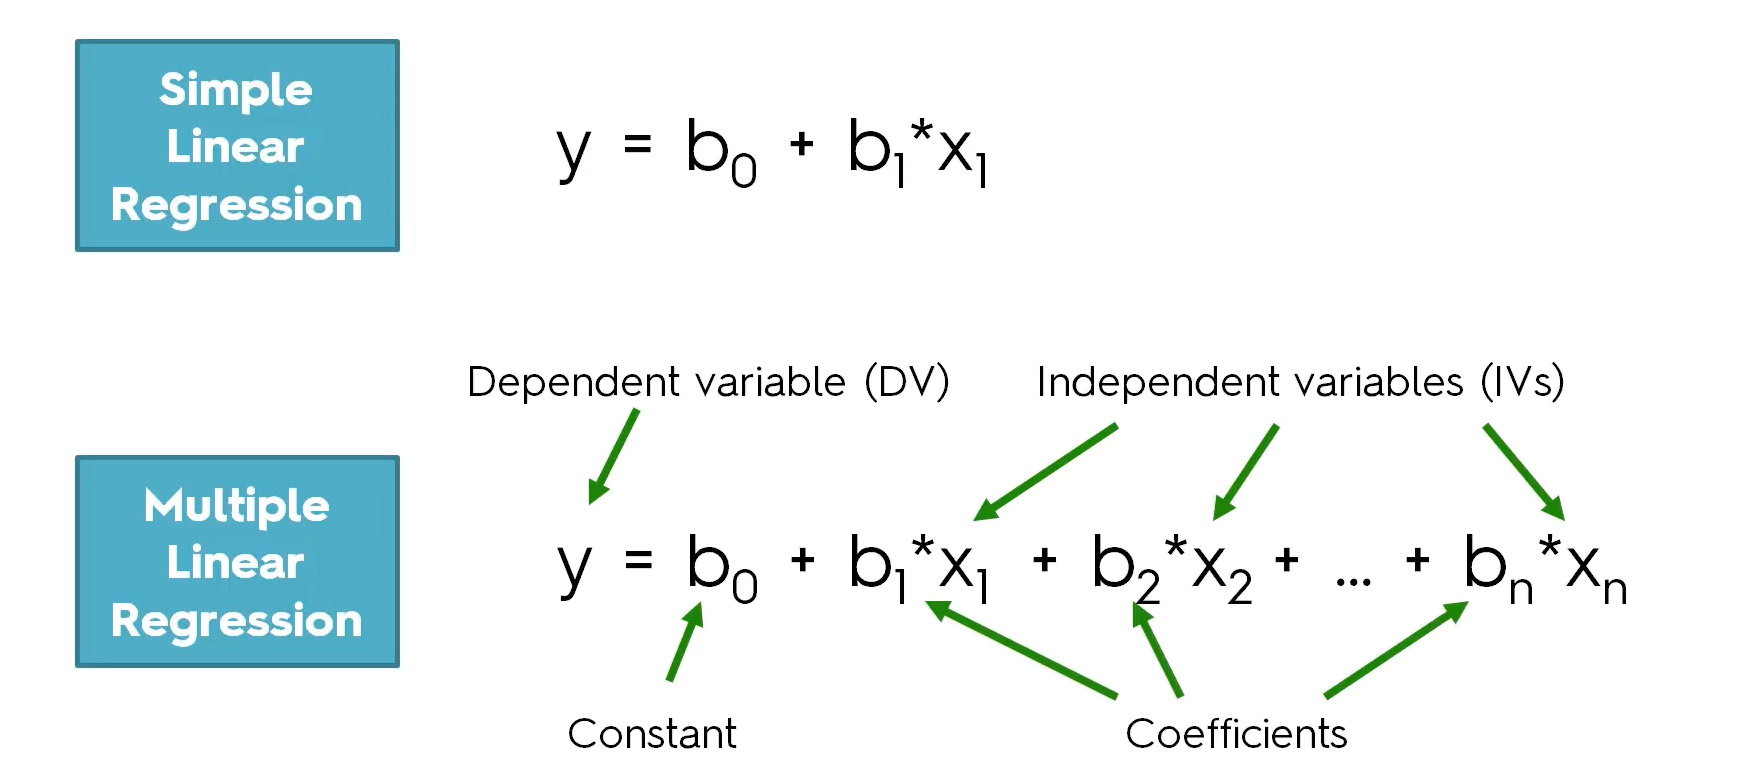 Simple
Linear
Regression
y = b₀ + b₁*x₁
Dependent variable (DV)
Independent variables (IVs)
Multiple
Linear
Regression
y = b₀ + b₁*x₁ + b₂*x₂ + ... + bₙ*xₙ
Constant
Coefficients